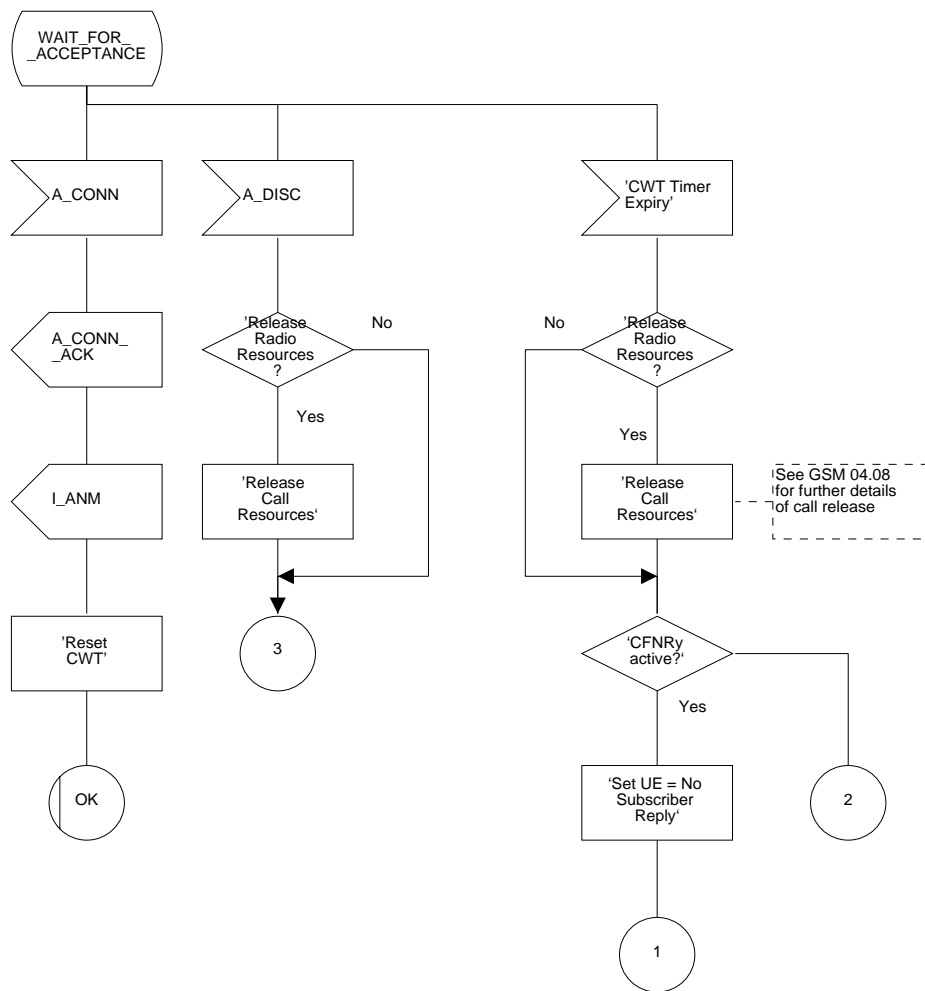 WAIT_FOR_
_ACCEPTANCE
A_CONN
A_DISC
’CWT Timer
Expiry’
A_CONN_
_ACK
’Release
Radio
Resources
?
No
Yes
No
’Release
Radio
Resources
?
Yes
I_ANM
’Release
Call
Resources‘
’Release
Call
Resources‘
See GSM 04.08
for further details
of call release
’Reset
CWT’
3
‘CFNRy
active?‘
Yes
OK
‘Set UE = No
Subscriber
Reply‘
2
1